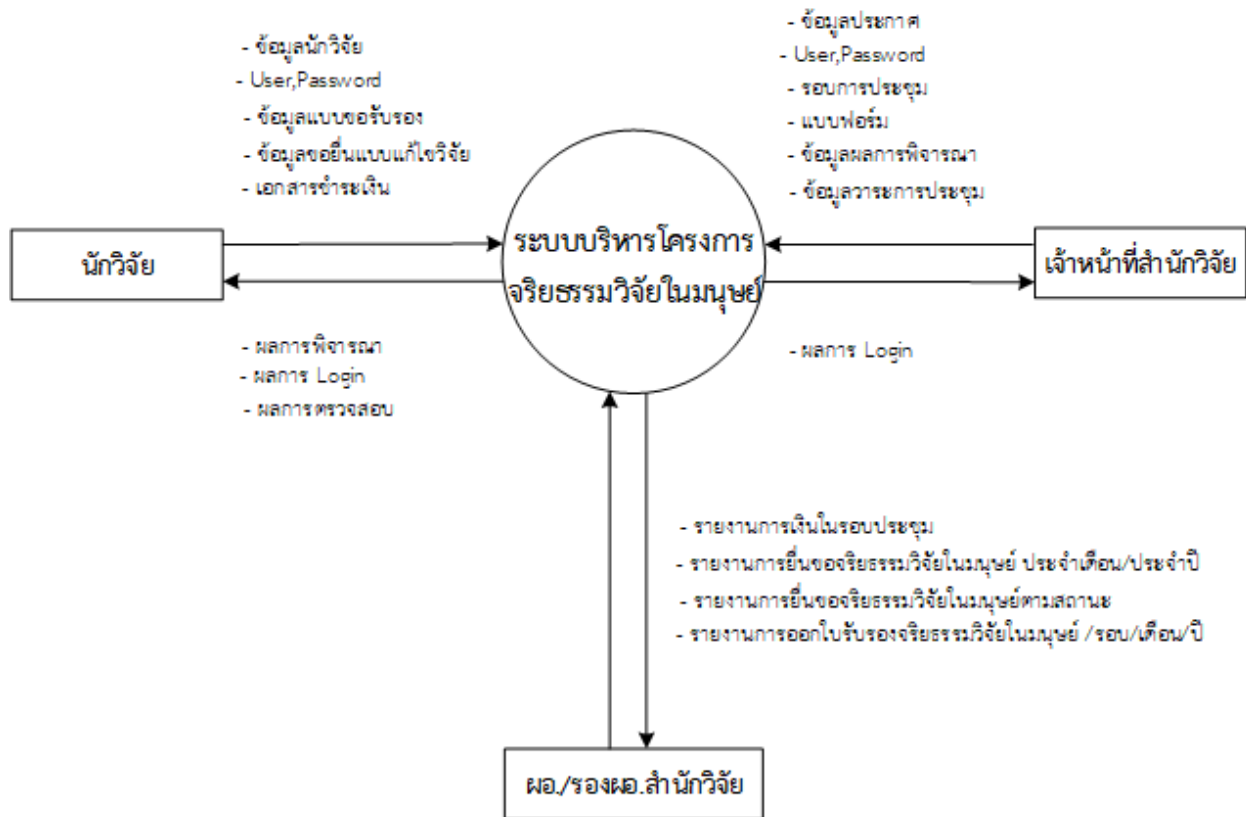 - ข้อมูลนักวิจัย
- User,Password
- ข้อมูลแบบขอรับรอง
- ข้อมูลขอยื่นแบบแก้ไขวิจัย
- เอกสารชำระเงิน
- ข้อมูลประกาศ
- User,Password
- รอบการประชุม
- แบบฟอร์ม
- ข้อมูลผลการพิจารณา
- ข้อมูลวาระการประชุม
นักวิจัย
ระบบบริหารโครงการ
จริยธรรมวิจัยในมนุษย์
เจ้าหน้าที่สำนักวิจัย
- ผลการพิจารณา
- ผลการ Login
- ผลการตรวจสอบ
- ผลการ Login
- รายงานการเงินในรอบประชุม
- รายงานการยื่นขอจริยธรรมวิจัยในมนุษย์ ประจำเดือน/ประจำปี
- รายงานการยื่นขอจริยธรรมวิจัยในมนุษย์ตามสถานะ
- รายงานการออกใบรับรองจริยธรรมวิจัยในมนุษย์ /รอบ/เดือน/ปี
ผอ./รองผอ.สำนักวิจัย